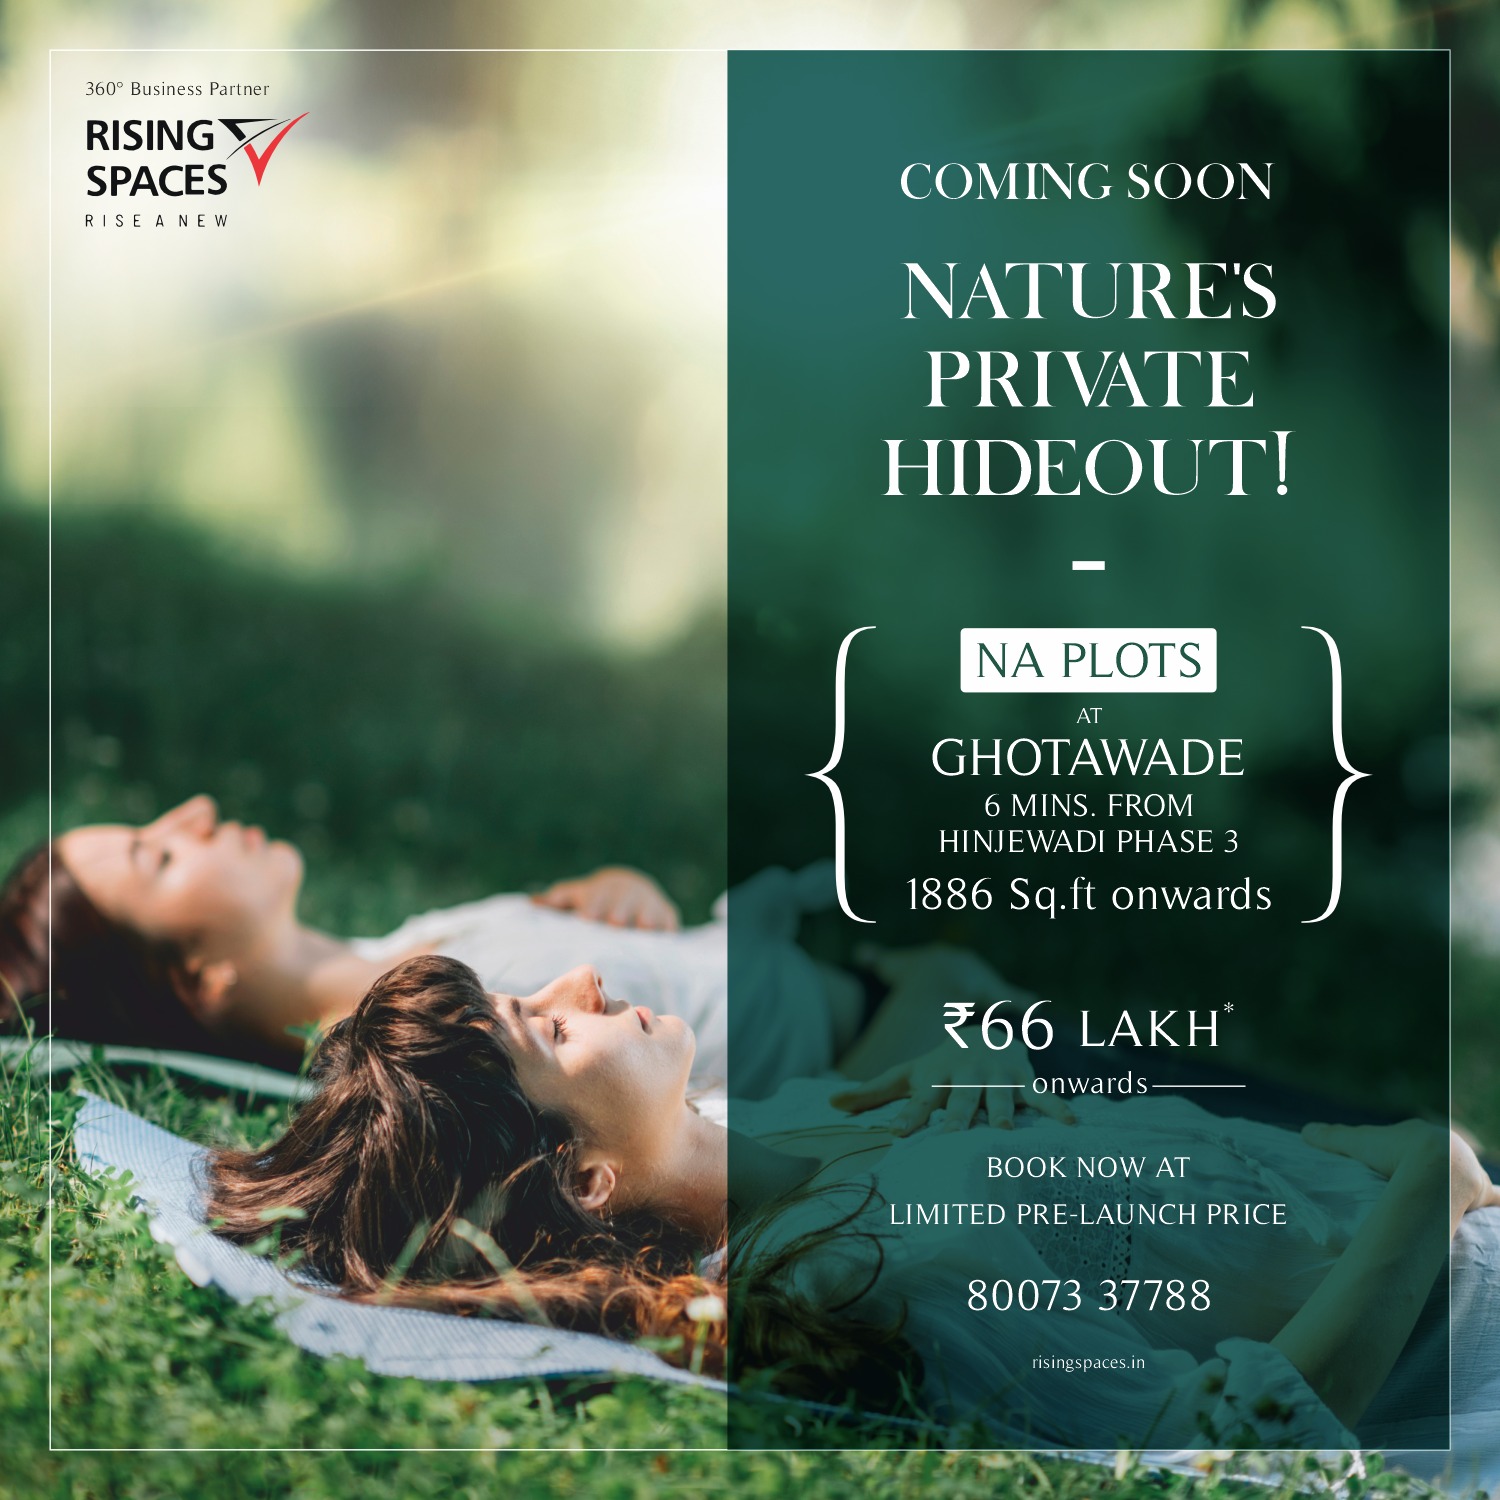 360° Business Partner
RISING
SPACES
RISE A NEW
COMING SOON
NATURE'S
PRIVATE
HIDEOUT!
-
NA PLOTS
AT
GHOTAWADE
6 MINS. FROM
HINJEWADI PHASE 3
1886 Sq.ft onwards
₹66 LAKH*
onwards
BOOK NOW AT
LIMITED PRE-LAUNCH PRICE
80073 37788
risingspaces.in